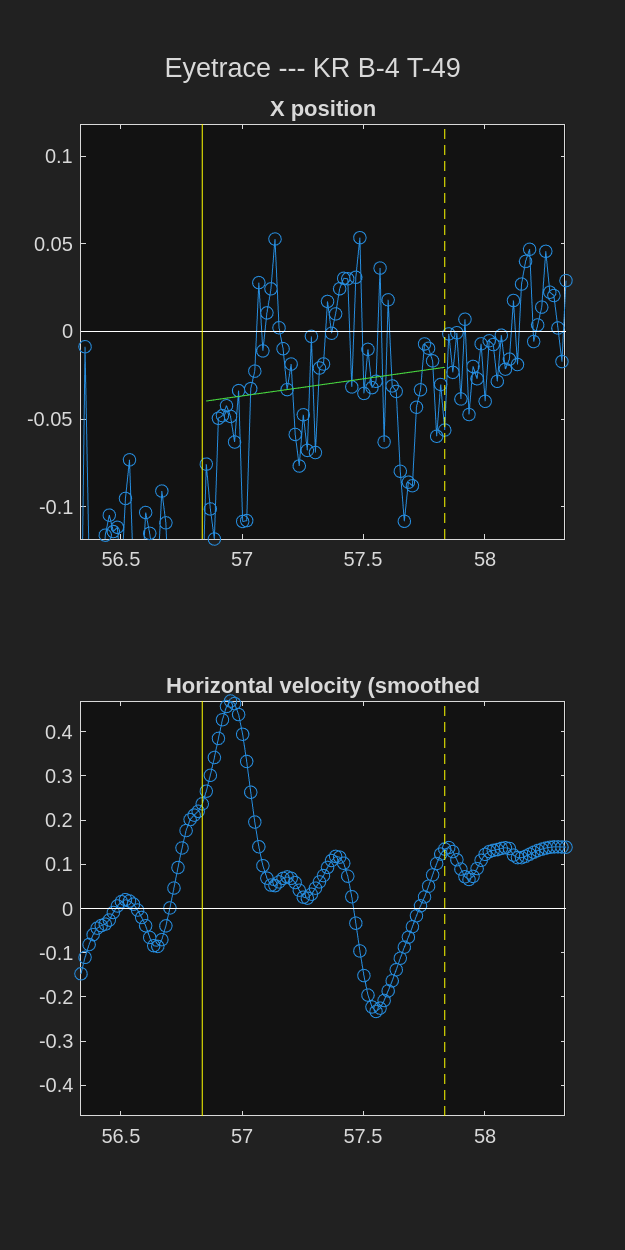 Eyetrace --- KR B-4 T-49
X position
0.1
0.05
0
-0.05
-0.1
56.5 57 57.5 58
Horizontal velocity (smoothed
0.4
0.3
0.2
0.1
0
-0.1
-0.2
-0.3
-0.4
56.5 57 57.5 58